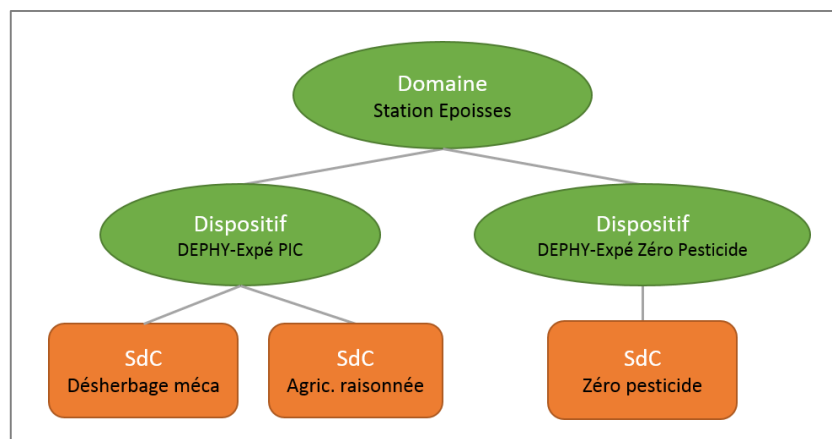 Domaine
Station Epoisses
Dispositif
DEPHY-Expé PIC
Dispositif
DEPHY-Expé Zéro Pesticide
SdC
Désherbage méca
SdC
Agric. raisonnée
SdC
Zéro pesticide